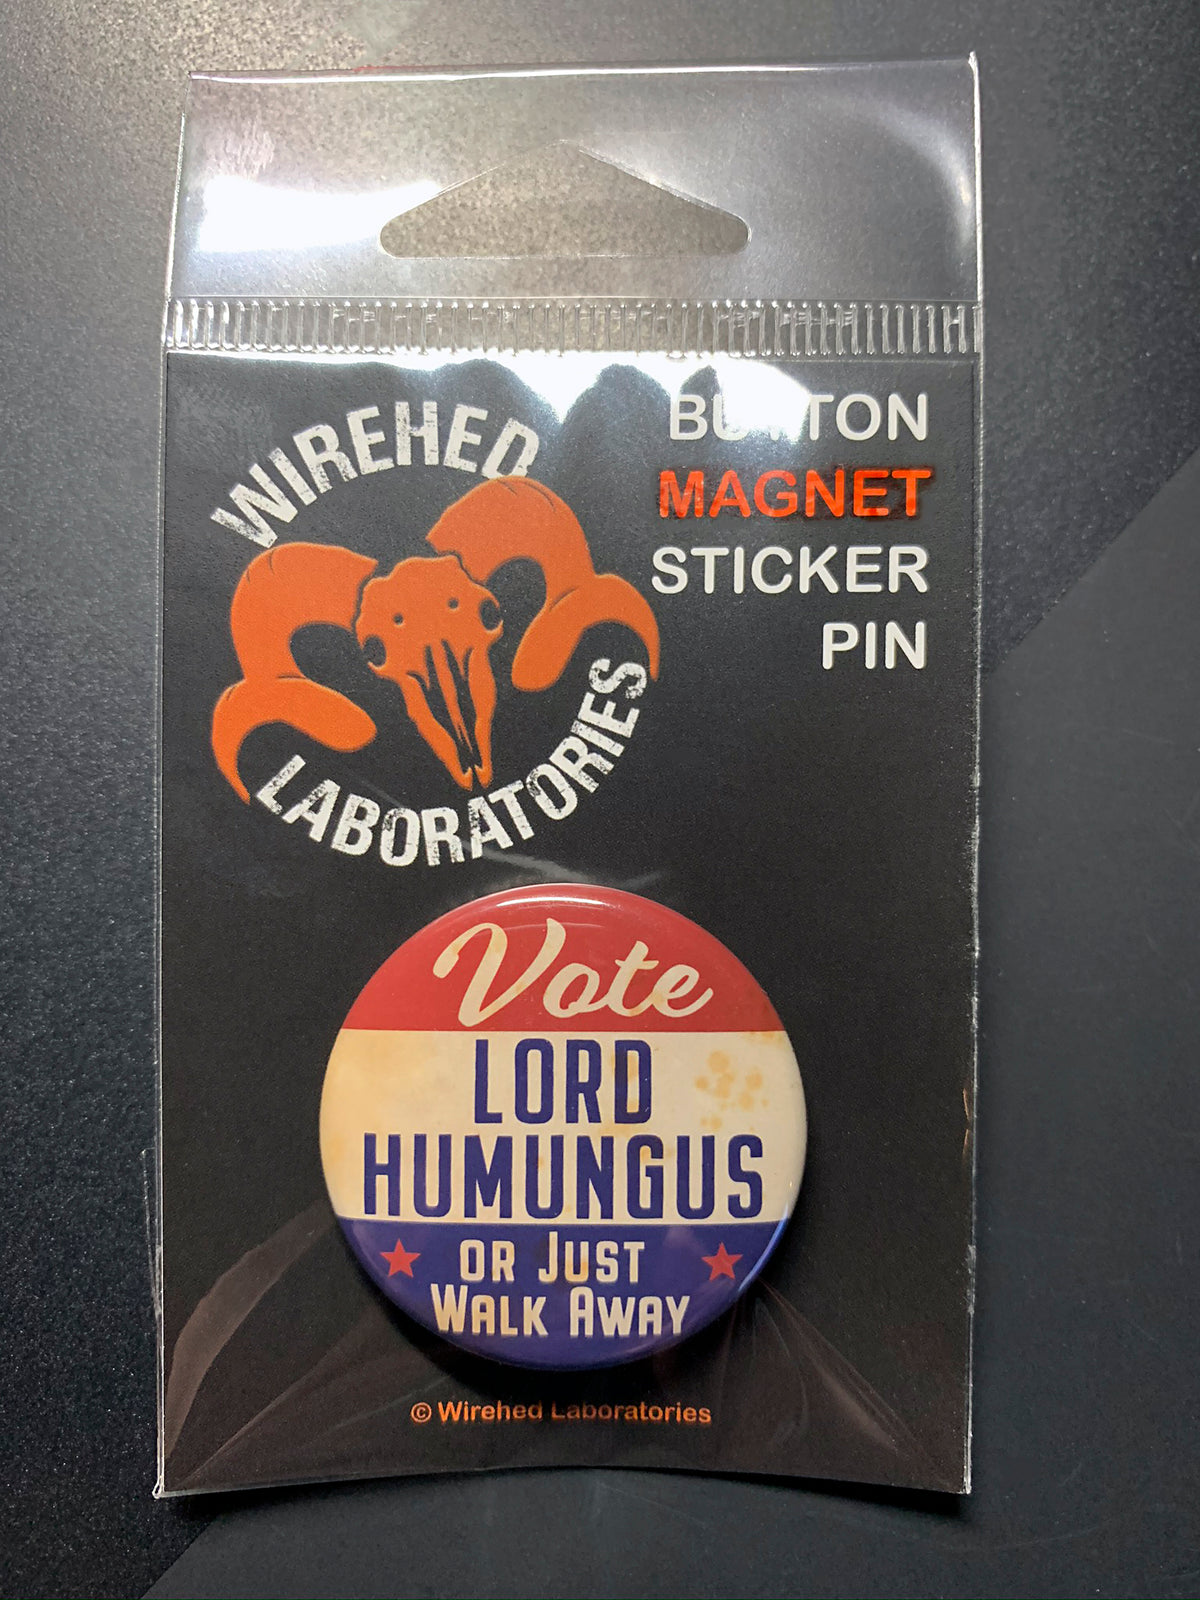 WIREHED
LABORATORIES
BUTTON
MAGNET
STICKER
PIN
Vote
LORD
HUMUNGUS
OR JUST
WALK AWAY
© Wirehed Laboratories